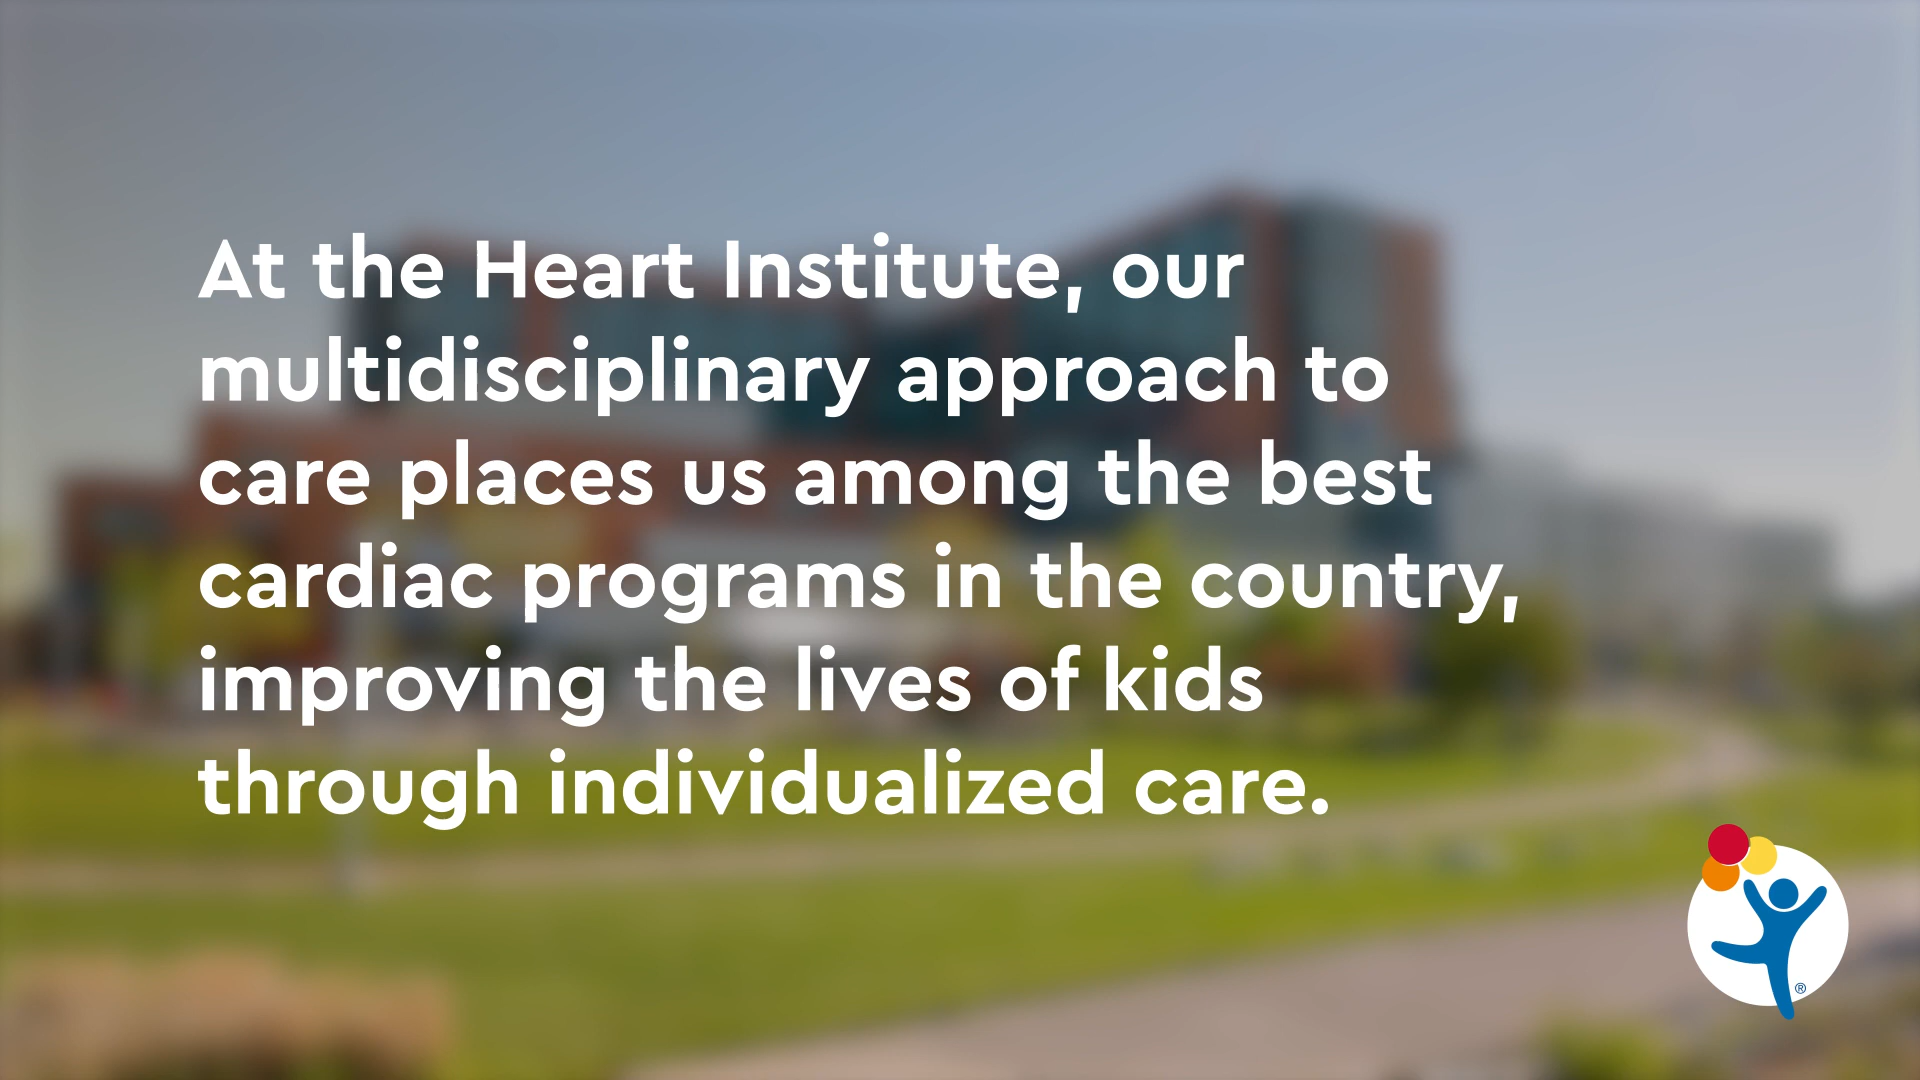 At the Heart Institute, our
multidisciplinary approach to
care places us among the best
cardiac programs in the country,
improving the lives of kids
through individualized care.
®